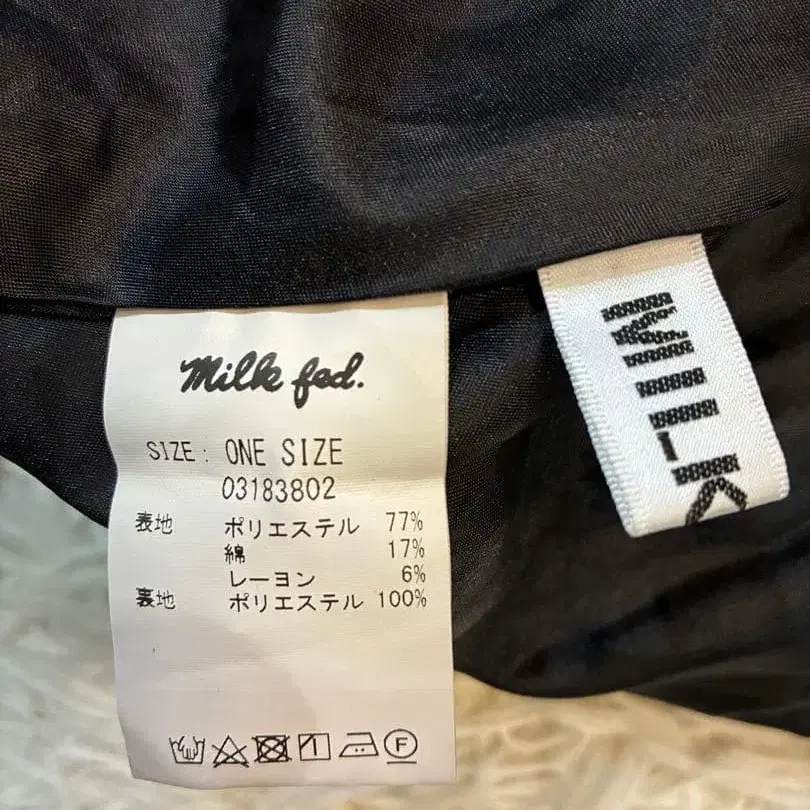 Milk fed.
SIZE: ONE SIZE
03183802
表地 ポリエステル 77%
綿 17%
レーヨン 6%
裏地 ポリエステル 100%
F
MILK